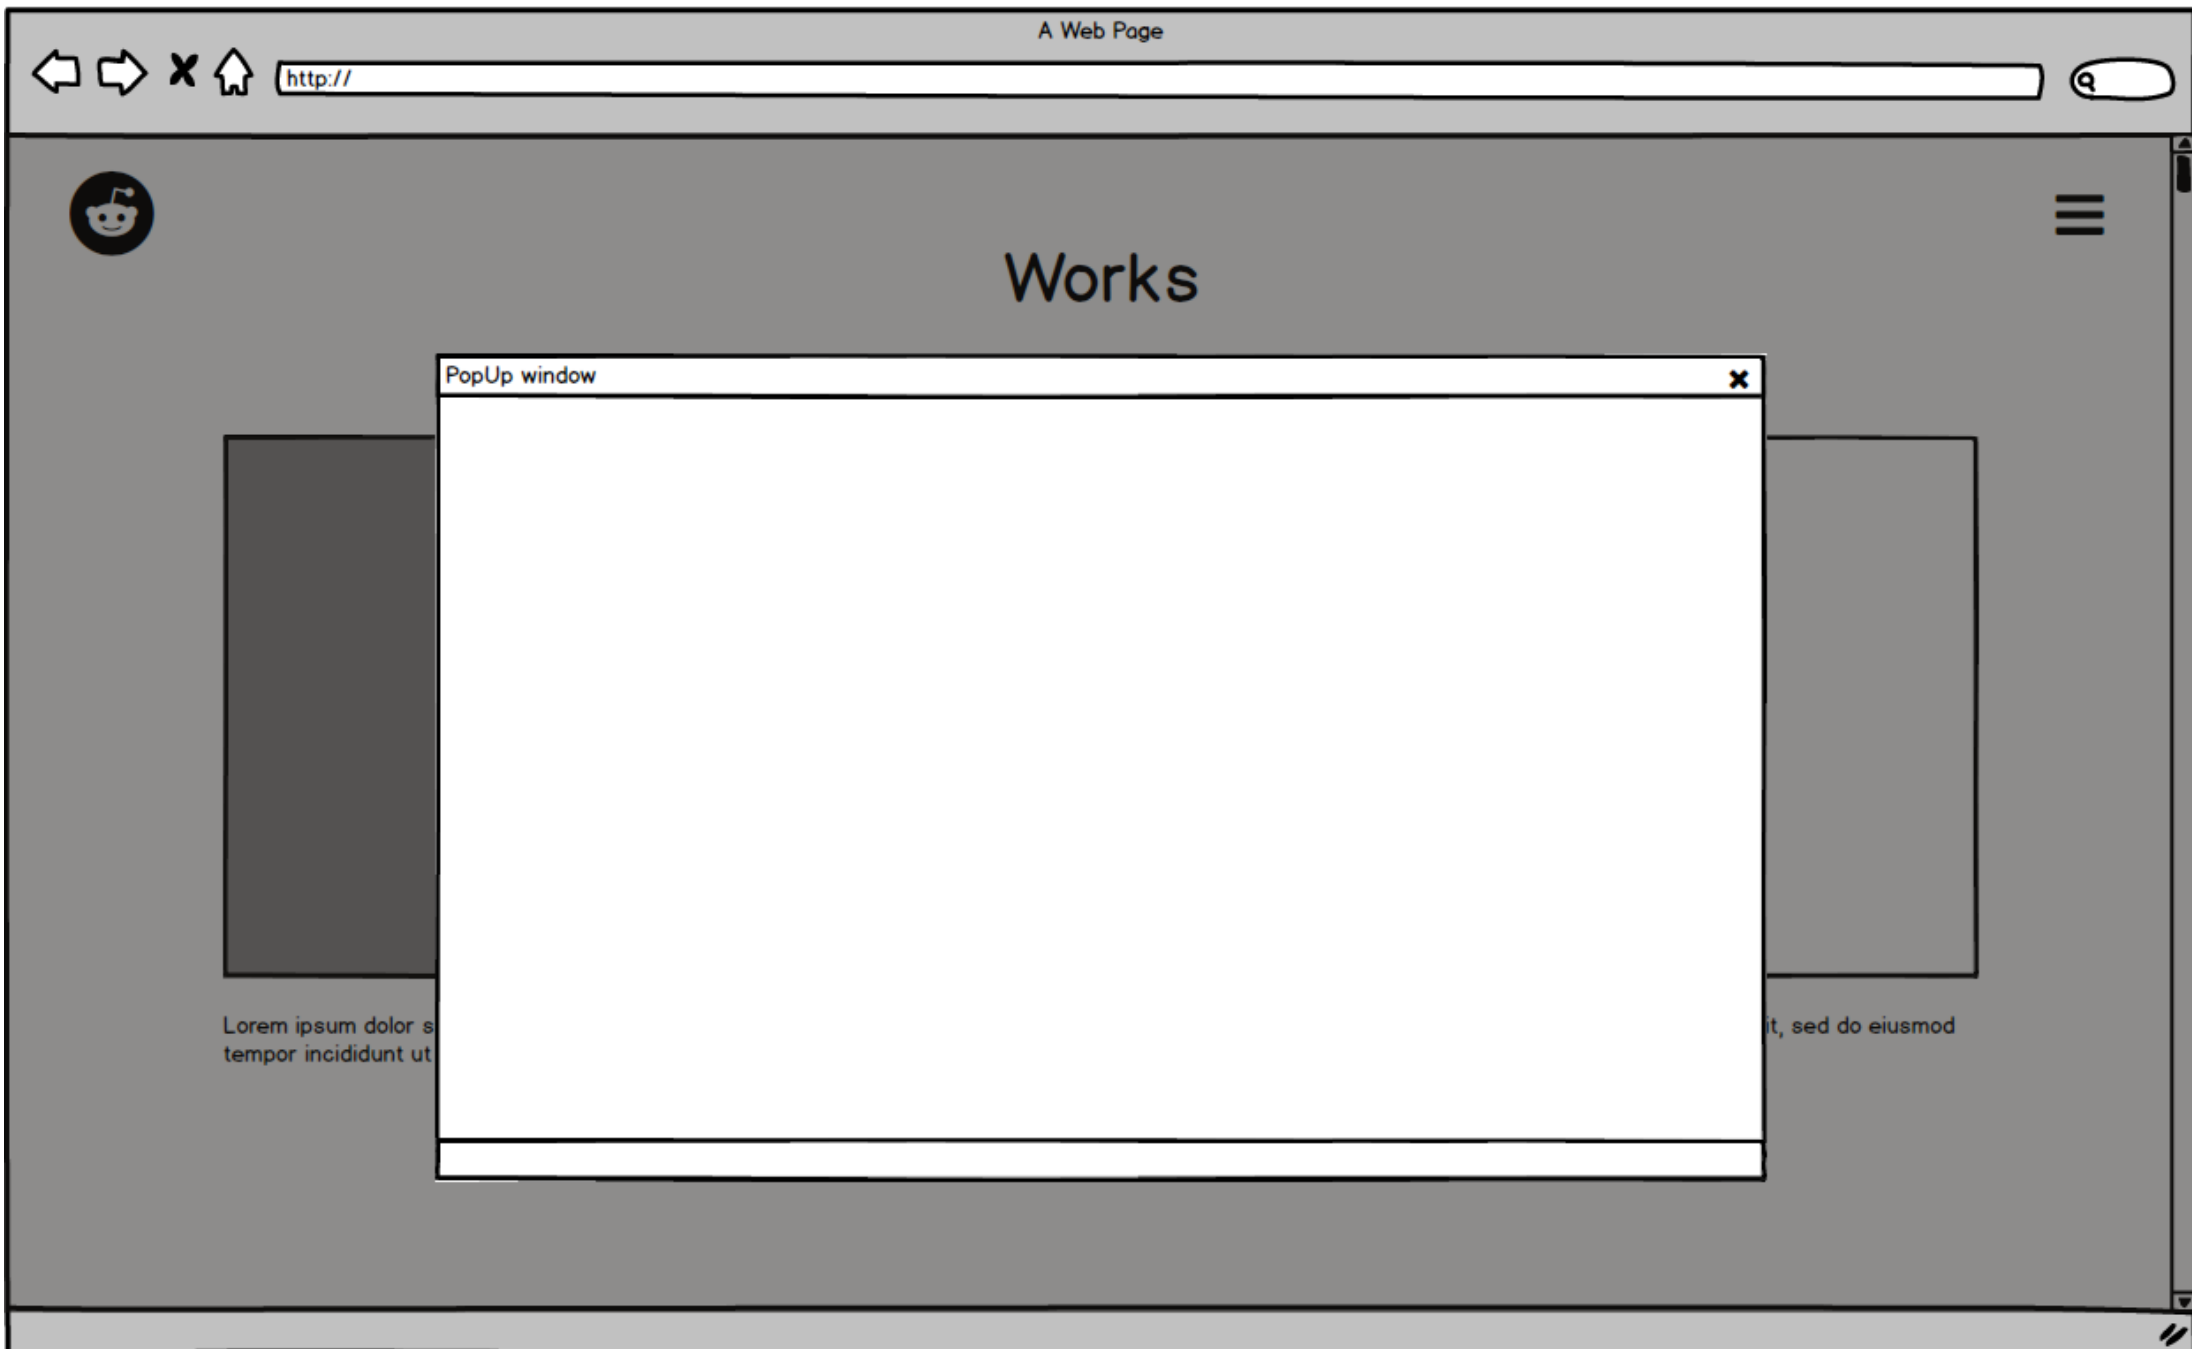 A Web Page
http://
Works
PopUp window
Lorem ipsum dolor
it, sed do eiusmod
tempor incididunt ut